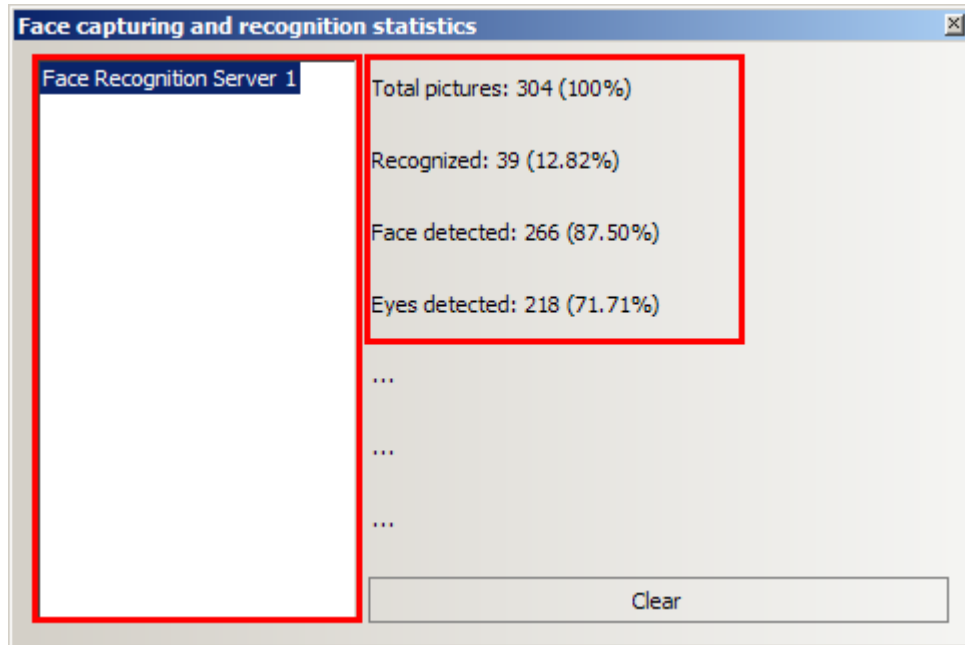 Face capturing and recognition statistics
Face Recognition Server 1
Total pictures: 304 (100%)
Recognized: 39 (12.82%)
Face detected: 266 (87.50%)
Eyes detected: 218 (71.71%)
...
...
...
Clear